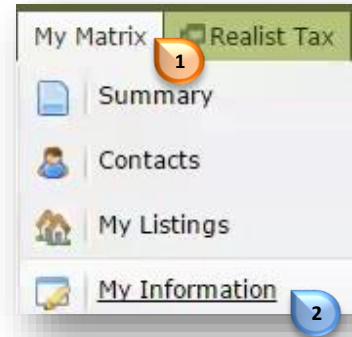 My Matrix Realist Tax
1
Summary
Contacts
My Listings
My Information
2